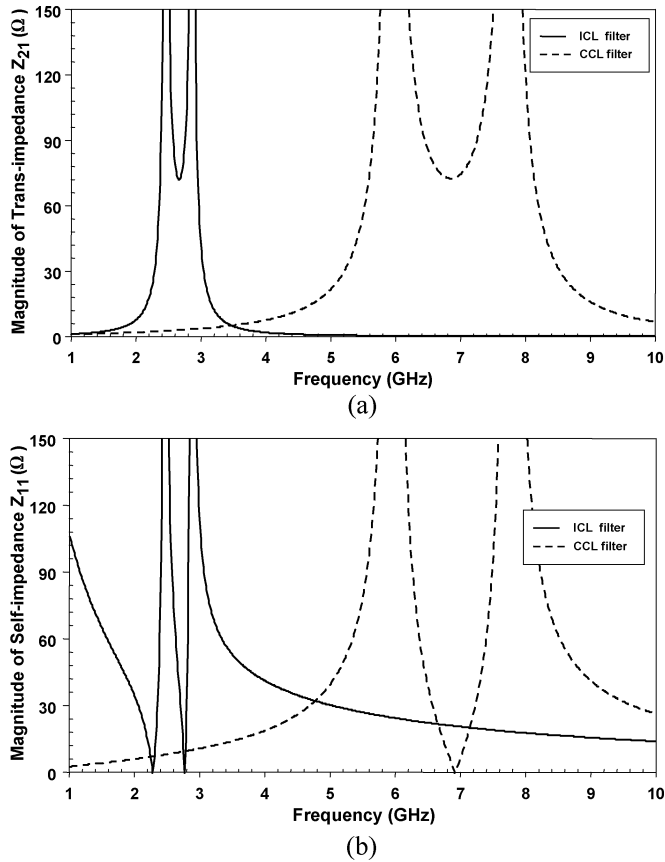 Magnitude of Trans-impedance Z21(Ω)
150
120
90
60
30
0
ICL filter
CCL filter
1 2 3 4 5 6 7 8 9 10
Frequency (GHz)
(a)
Magnitude of Self-impedance Z11(Ω)
150
120
90
60
30
0
ICL filter
CCL filter
1 2 3 4 5 6 7 8 9 10
Frequency (GHz)
(b)